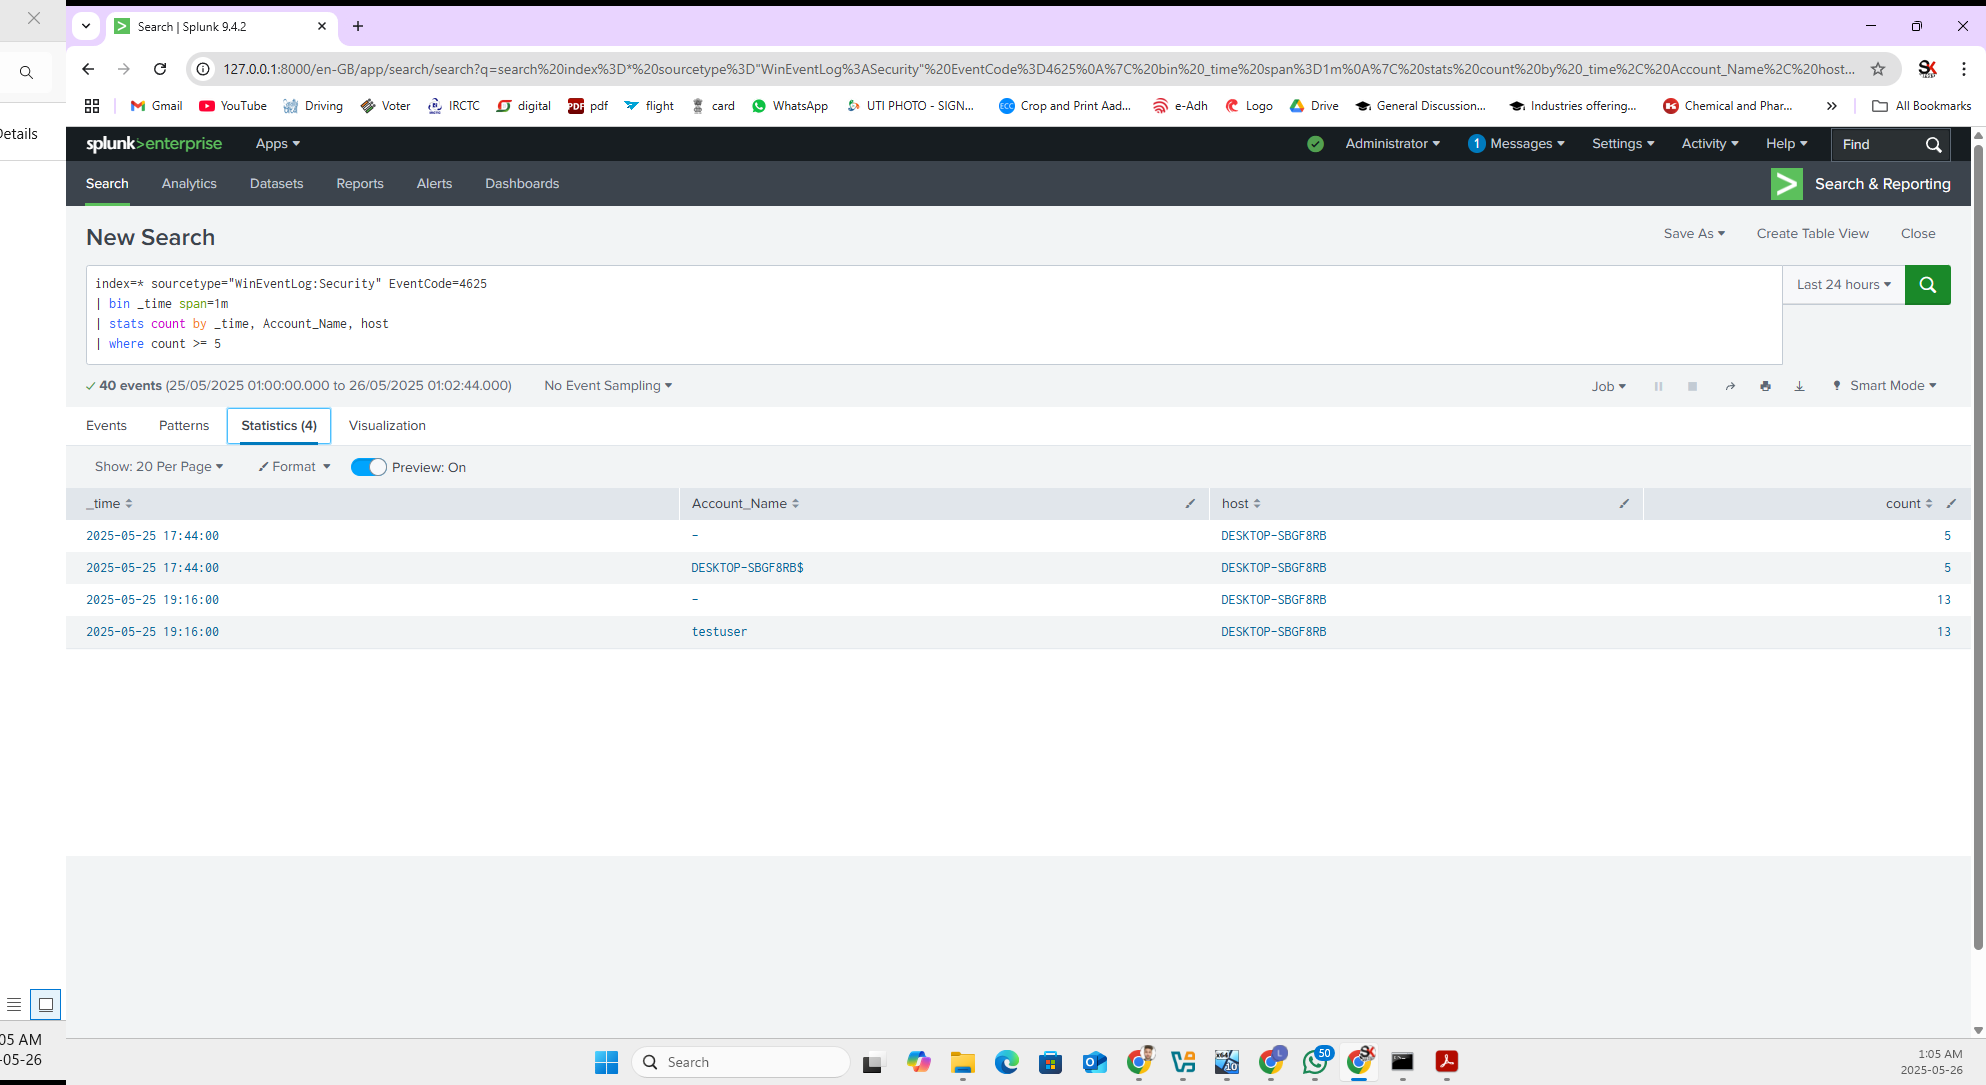 Search | Splunk 9.4.2
127.0.0.1:8000/en-GB/app/search/search?q=search%20index%3D*%20sourcetype%3D"WinEventLog%3ASecurity"%20EventCode%3D4625%0A%7C%20bin%20_time%20span%3D1m%0A%7C%20stats%20count%20by%20_time%2C%20Account_Name%2C%20host...
Gmail YouTube Driving Voter IRCTC digital PDF pdf flight card WhatsApp UTI PHOTO - SIGN... ECC Crop and Print Aad... e-Adh Logo Drive General Discussion... Industries offering... Chemical and Phar... » All Bookmarks
Details
splunk>enterprise Apps Administrator 1 Messages Settings Activity Help Find
Search Analytics Datasets Reports Alerts Dashboards Search & Reporting
New Search Save As Create Table View Close
index=* sourcetype="WinEventLog:Security" EventCode=4625
| bin _time span=1m
| stats count by _time, Account_Name, host
| where count >= 5
Last 24 hours
40 events (25/05/2025 01:00:00.000 to 26/05/2025 01:02:44.000) No Event Sampling Job Smart Mode
Events Patterns Statistics (4) Visualization
Show: 20 Per Page Format Preview: On
_time Account_Name host count
2025-05-25 17:44:00 - DESKTOP-SBGF8RB 5
2025-05-25 17:44:00 DESKTOP-SBGF8RB$ DESKTOP-SBGF8RB 5
2025-05-25 19:16:00 - DESKTOP-SBGF8RB 13
2025-05-25 19:16:00 testuser DESKTOP-SBGF8RB 13
05 AM
-05-26
Search 50
1:05 AM
2025-05-26